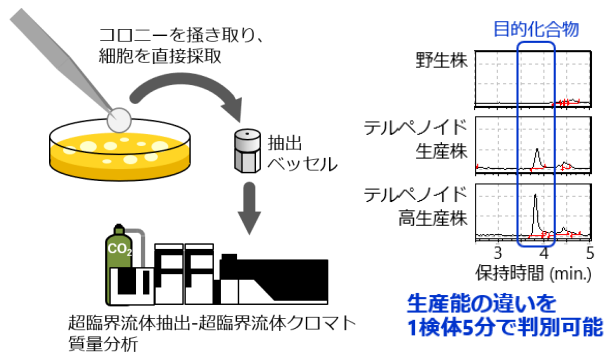 コロニーを掻き取り、
細胞を直接採取
抽出
ベッセル
CO2
超臨界流体抽出-超臨界流体クロマト
質量分析
目的化合物
野生株
テルペノイド
生産株
テルペノイド
高生産株
3 4 5
保持時間 (min.)
生産能の違いを
1検体5分で判別可能